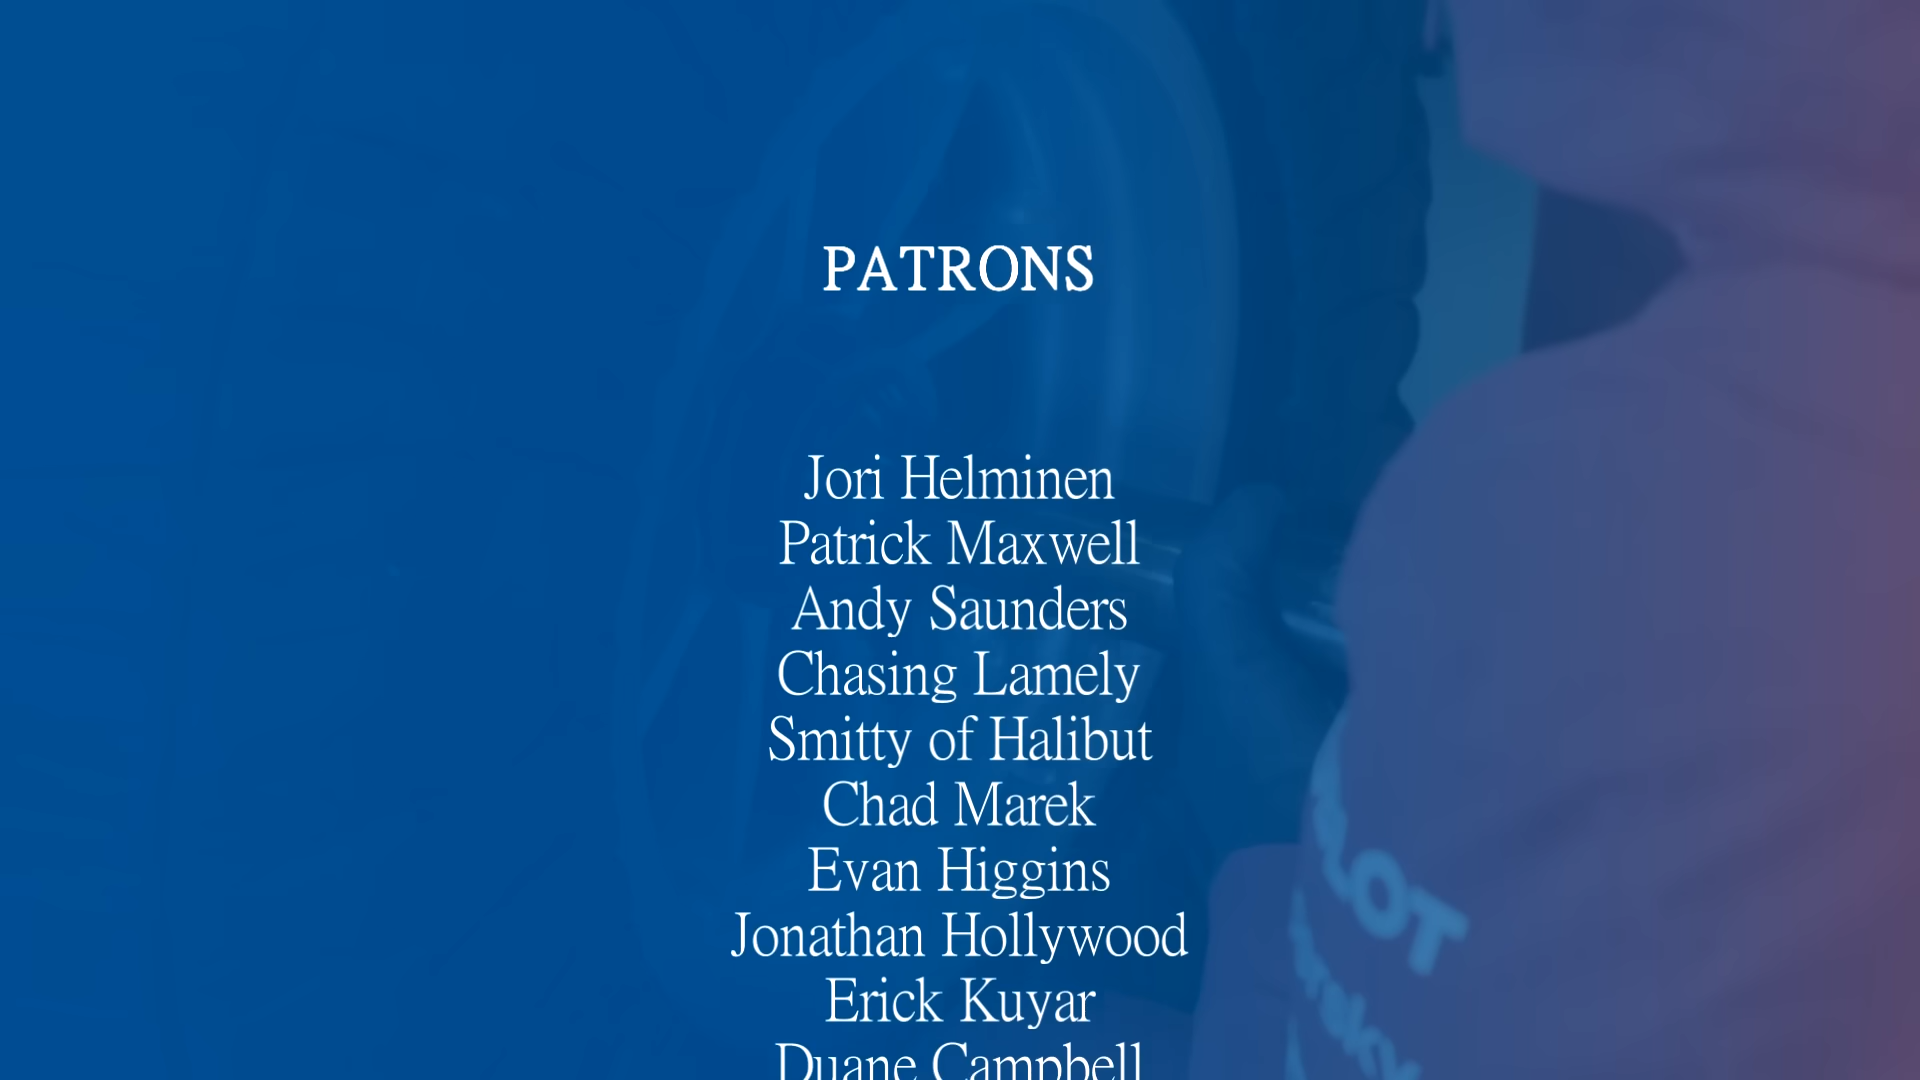 PATRONS
Jori Helminen
Patrick Maxwell
Andy Saunders
Chasing Lamely
Smitty of Halibut
Chad Marek
Evan Higgins
Jonathan Hollywood
Erick Kuyar
Duane Campbell